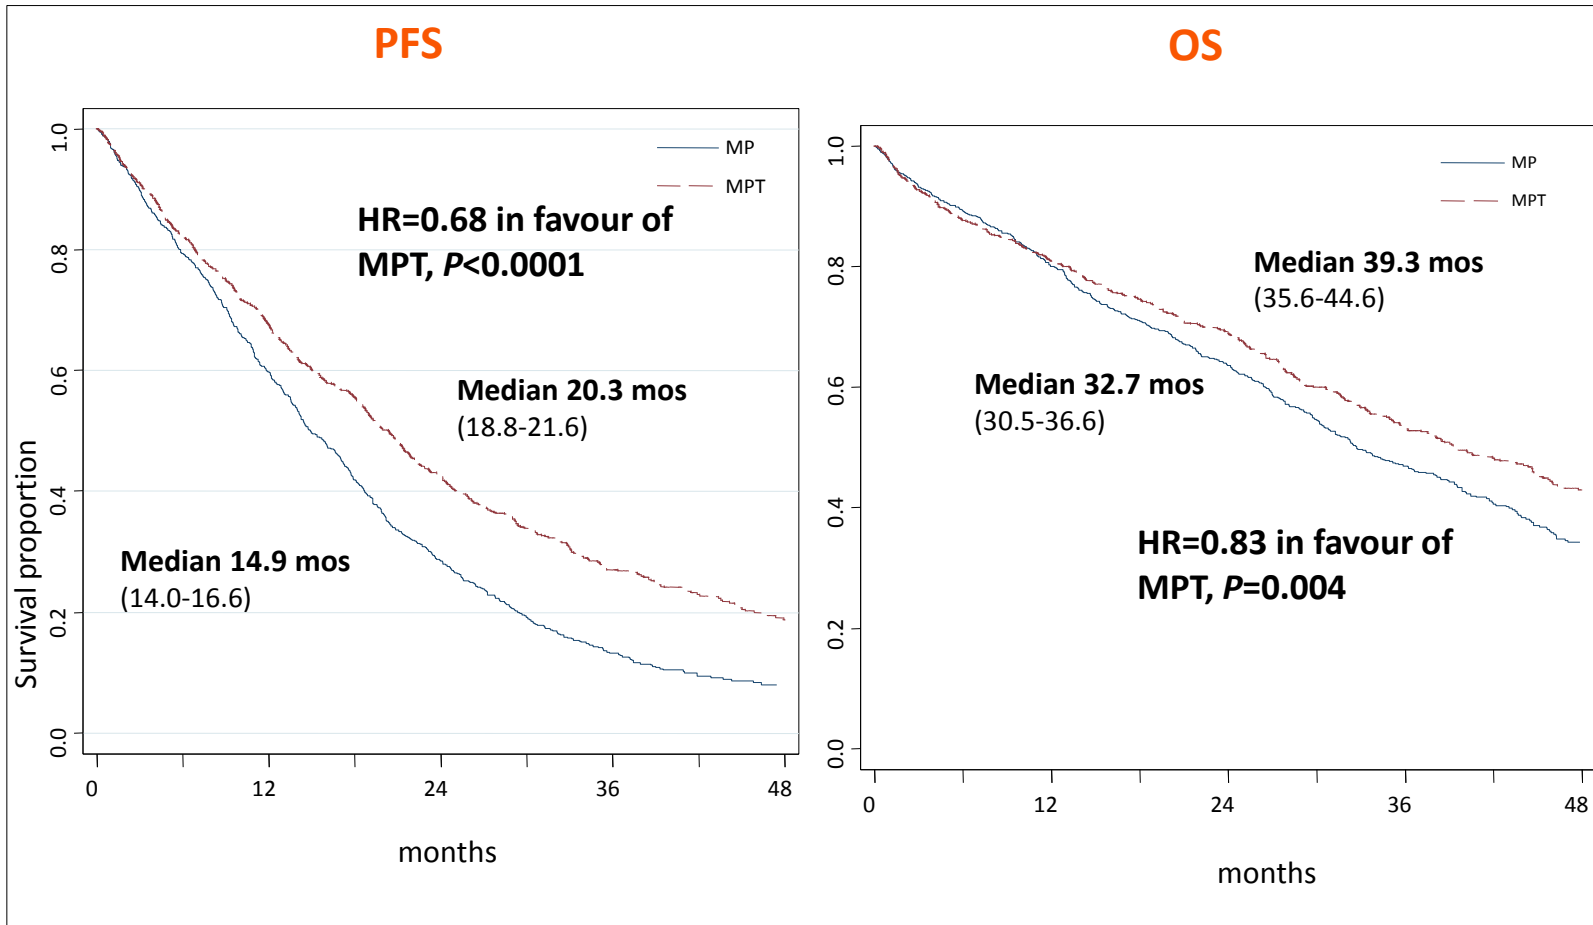 PFS
MP
MPT
HR=0.68 in favour of
MPT, P<0.0001
Median 20.3 mos
(18.8-21.6)
Median 14.9 mos
(14.0-16.6)
Survival proportion
1.0
0.8
0.6
0.4
0.2
0.0
0 12 24 36 48
months
OS
MP
MPT
Median 39.3 mos
(35.6-44.6)
Median 32.7 mos
(30.5-36.6)
HR=0.83 in favour of
MPT, P=0.004
1.0
0.8
0.6
0.4
0.2
0.0
0 12 24 36 48
months